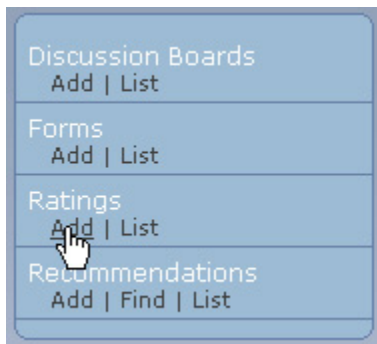 Discussion Boards
Add | List
Forms
Add | List
Ratings
Add | List
Recommendations
Add | Find | List